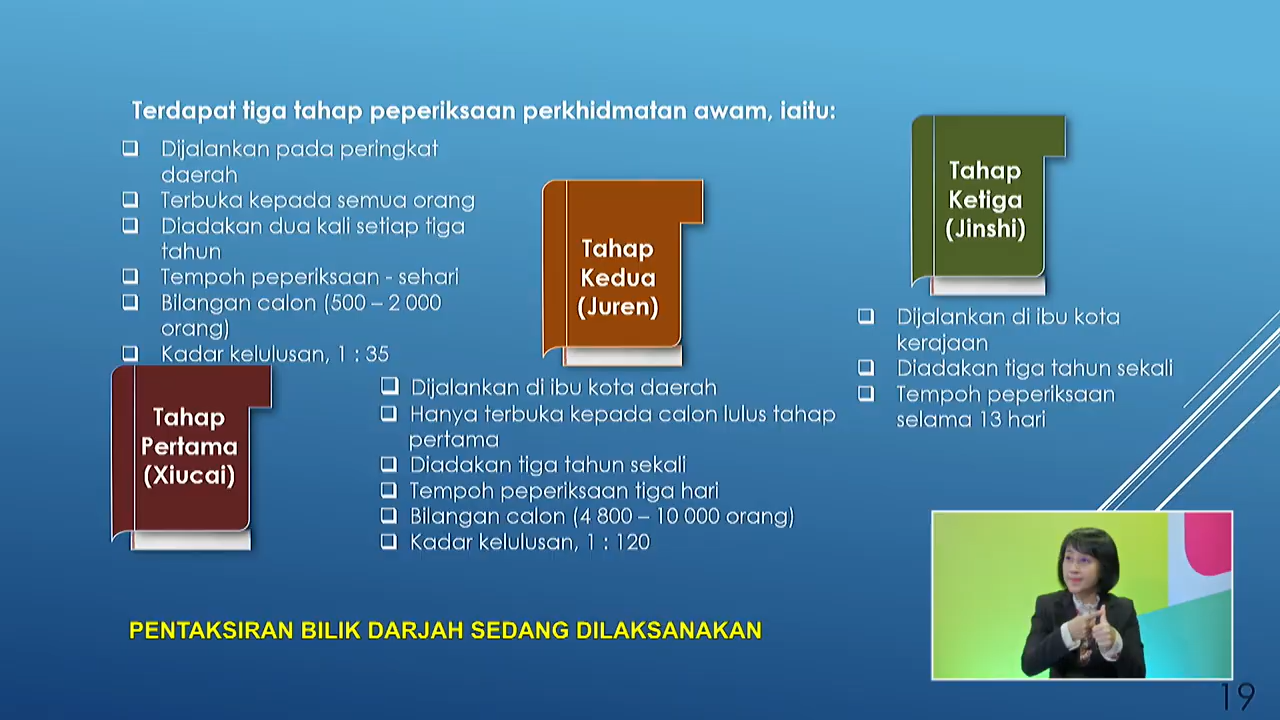 Terdapat tiga tahap peperiksaan perkhidmatan awam, iaitu:
Dijalankan pada peringkat
daerah
Terbuka kepada semua orang
Diadakan dua kali setiap tiga
tahun
Tempoh peperiksaan - sehari
Bilangan calon (500 – 2 000
orang)
Kadar kelulusan, 1 : 35
Tahap
Pertama
(Xiucai)
Tahap
Kedua
(Juren)
Dijalankan di ibu kota daerah
Hanya terbuka kepada calon lulus tahap
pertama
Diadakan tiga tahun sekali
Tempoh peperiksaan tiga hari
Bilangan calon (4 800 – 10 000 orang)
Kadar kelulusan, 1 : 120
Tahap
Ketiga
(Jinshi)
Dijalankan di ibu kota
kerajaan
Diadakan tiga tahun sekali
Tempoh peperiksaan
selama 13 hari
PENTAKSIRAN BILIK DARJAH SEDANG DILAKSANAKAN
19